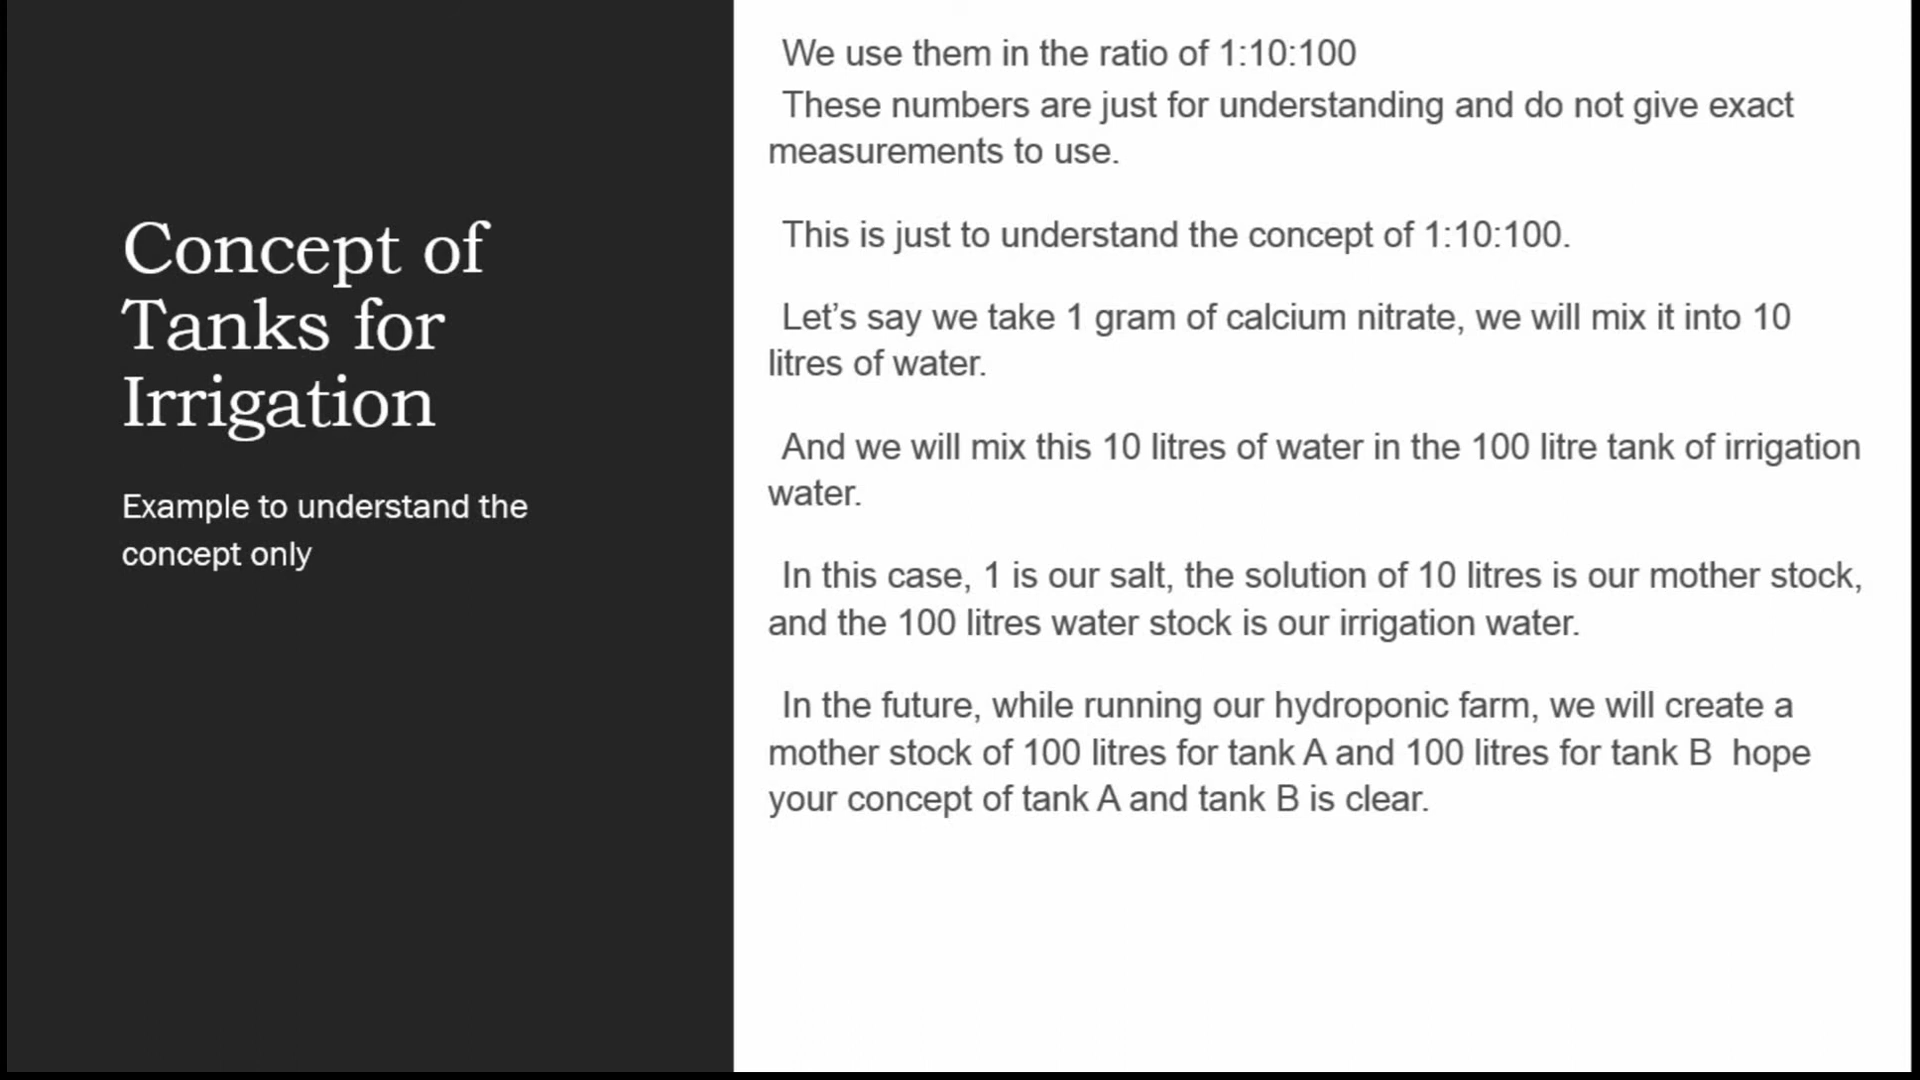 Concept of
Tanks for
Irrigation
Example to understand the
concept only
We use them in the ratio of 1:10:100
These numbers are just for understanding and do not give exact
measurements to use.
This is just to understand the concept of 1:10:100.
Let’s say we take 1 gram of calcium nitrate, we will mix it into 10
litres of water.
And we will mix this 10 litres of water in the 100 litre tank of irrigation
water.
In this case, 1 is our salt, the solution of 10 litres is our mother stock,
and the 100 litres water stock is our irrigation water.
In the future, while running our hydroponic farm, we will create a
mother stock of 100 litres for tank A and 100 litres for tank B  hope
your concept of tank A and tank B is clear.